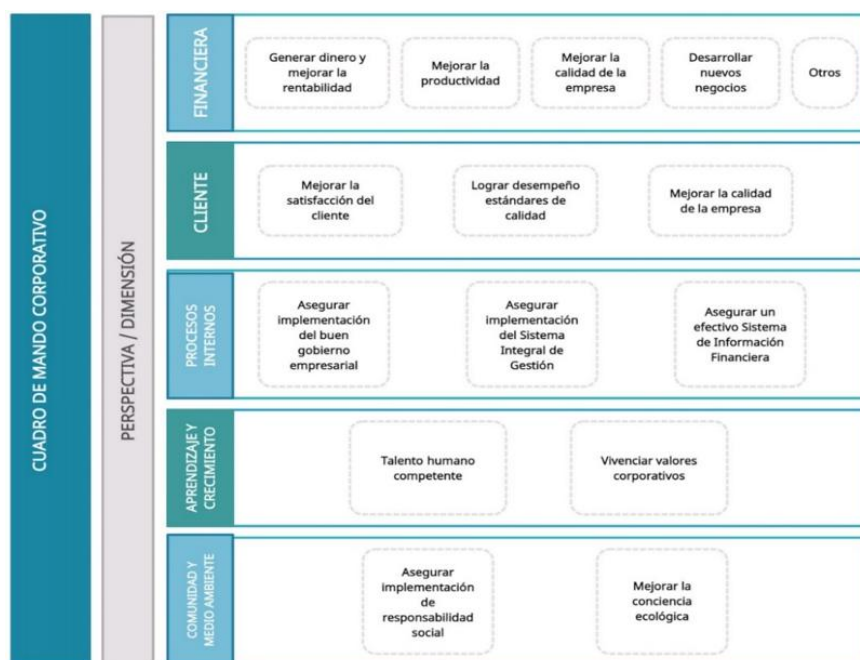 CUADRO DE MANDO CORPORATIVO
PERSPECTIVA / DIMENSIÓN
FINANCIERA
Generar dinero y
mejorar la
rentabilidad
Mejorar la
productividad
Mejorar la
calidad de la
empresa
Desarrollar
nuevos
negocios
Otros
CLIENTE
Mejorar la
satisfacción del
cliente
Lograr desempeño
estándares de
calidad
Mejorar la calidad
de la empresa
PROCESOS
INTERNOS
Asegurar
implementación
del buen
gobierno
empresarial
Asegurar
implementación
del Sistema
Integral de
Gestión
Asegurar un
efectivo Sistema
de Información
Financiera
APRENDIZAJE Y
CRECIMIENTO
Talento humano
competente
Vivenciar valores
corporativos
COMUNIDAD Y
MEDIO AMBIENTE
Asegurar
implementación
de
responsabilidad
social
Mejorar la
conciencia
ecológica